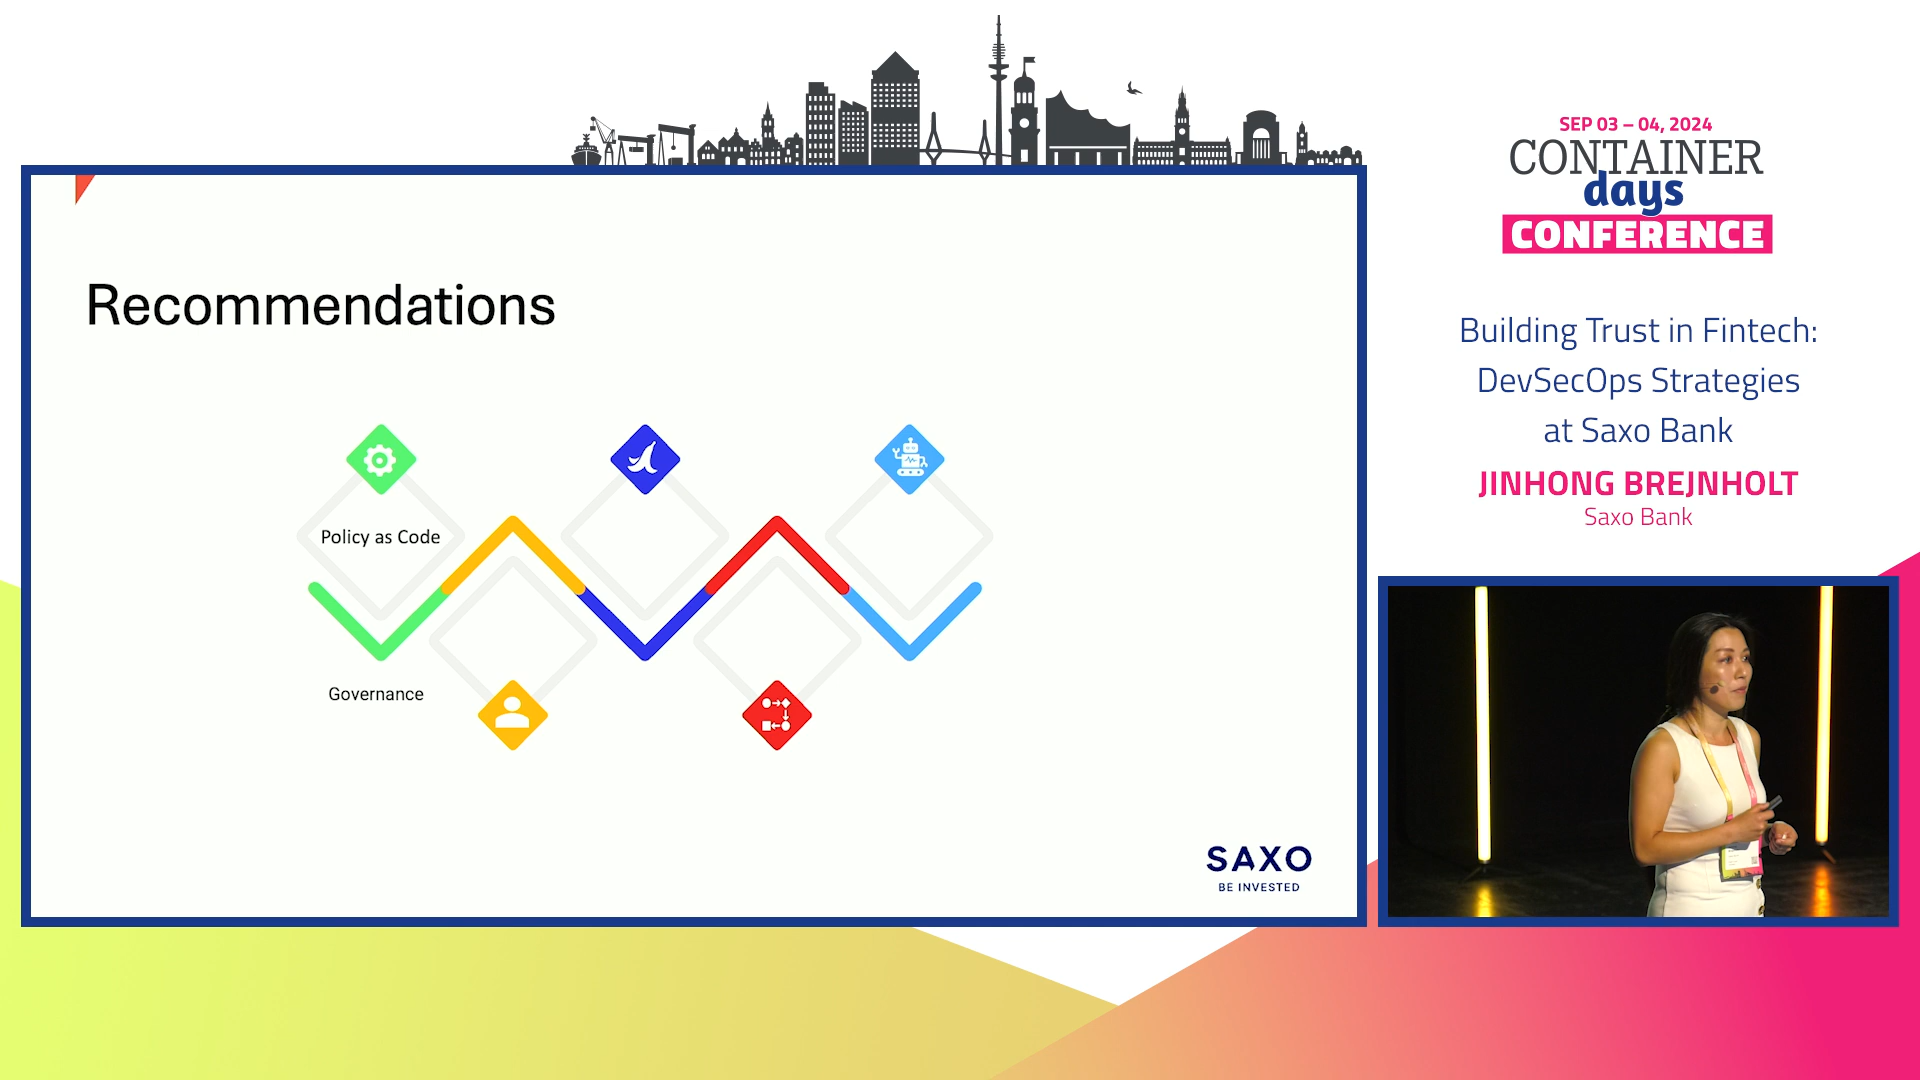 SEP 03 – 04, 2024
CONTAINER
days
CONFERENCE
Recommendations
Policy as Code
Governance
SAXO
BE INVESTED
Building Trust in Fintech:
DevSecOps Strategies
at Saxo Bank
JINHONG BREJNHOLT
Saxo Bank